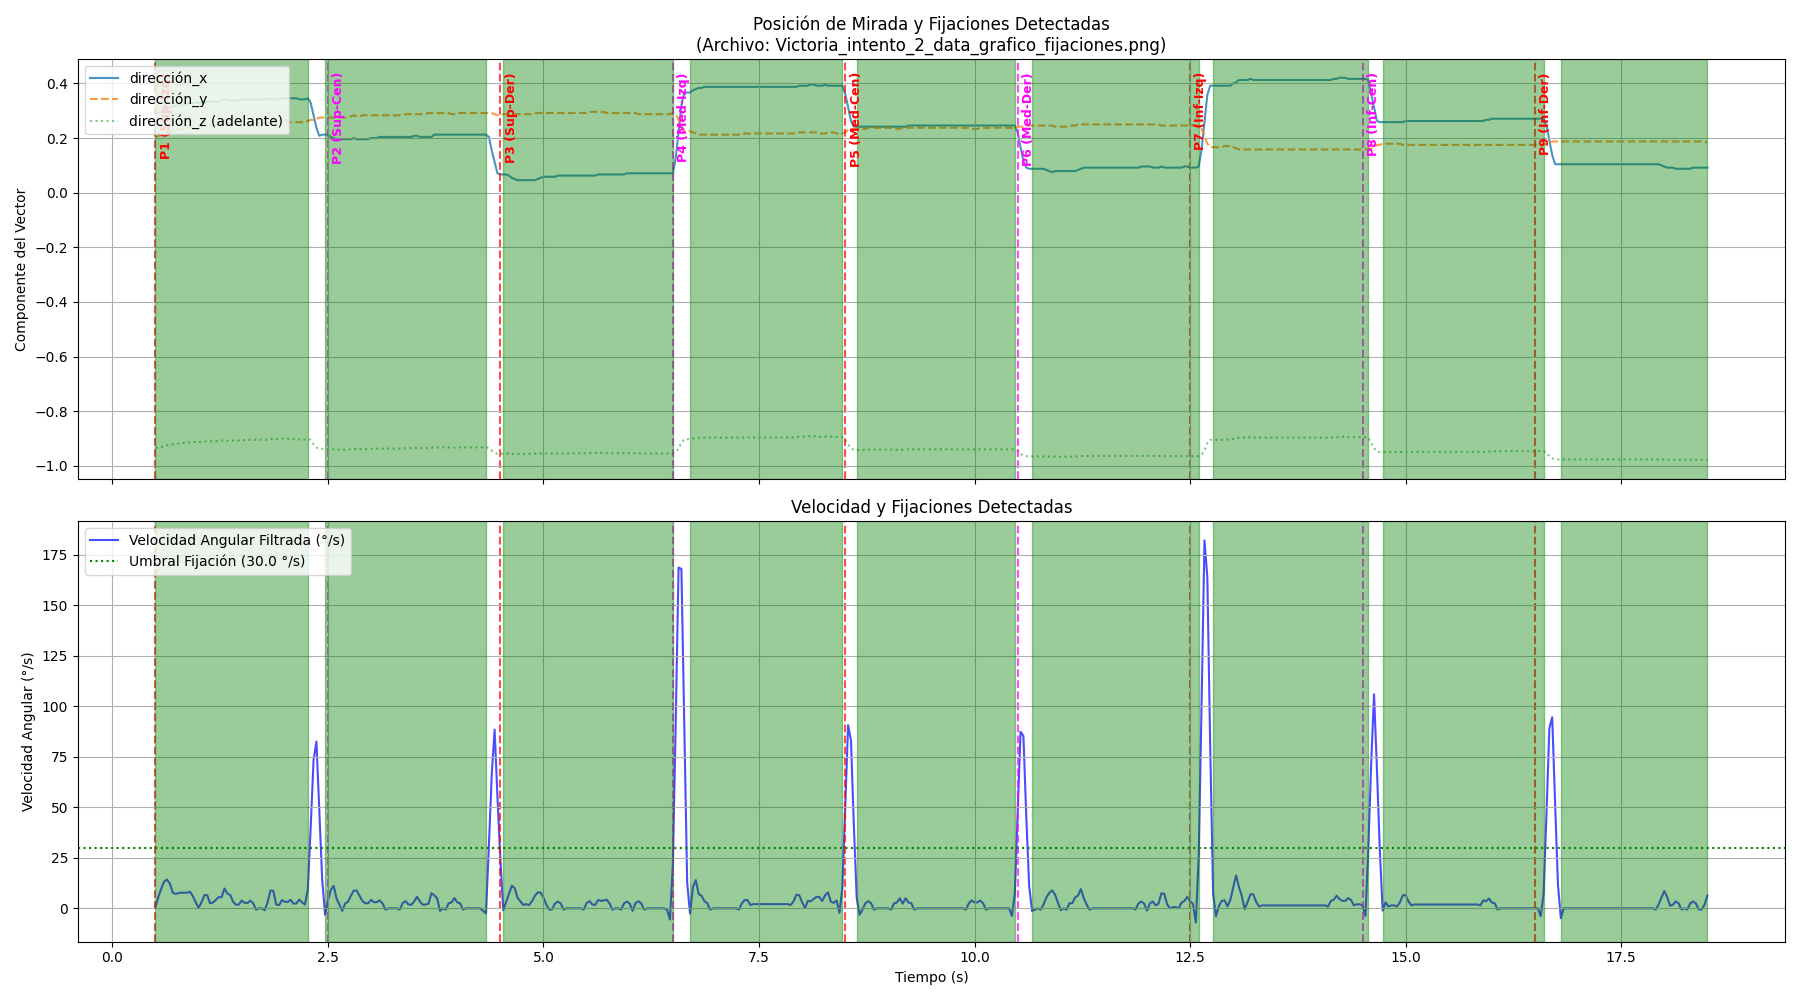 Posición de Mirada y Fijaciones Detectadas
(Archivo: Victoria_intento_2_data_grafico_fijaciones.png)
dirección_x
dirección_y
dirección_z (adelante)
P1
P2 (Sup-Cen)
P3 (Sup-Der)
P4 (Med-Izq)
P5 (Med-Cen)
P6 (Med-Der)
P7 (Inf-Izq)
P8 (Inf-Cen)
P9 (Inf-Der)
Componente del Vector
0.4
0.2
0.0
−0.2
−0.4
−0.6
−0.8
−1.0
Velocidad y Fijaciones Detectadas
Velocidad Angular Filtrada (°/s)
Umbral Fijación (30.0 °/s)
Velocidad Angular (°/s)
175
150
125
100
75
50
25
0
0.0 2.5 5.0 7.5 10.0 12.5 15.0 17.5
Tiempo (s)